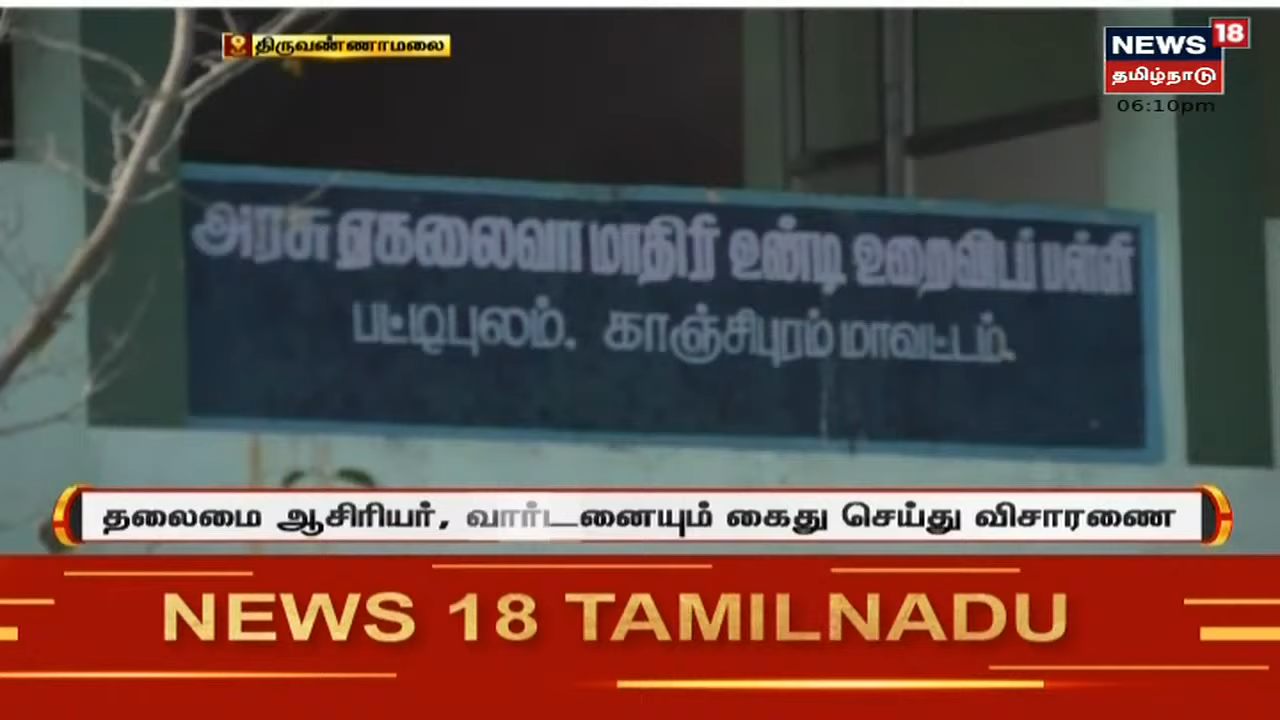 திருவண்ணாமலை
NEWS 18
தமிழ்நாடு
06:10pm
அரசு ஏகலைவா மாதிரி உண்டி உறைவிடப் பள்ளி
பட்டிபுலம். காஞ்சிபுரம் மாவட்டம்.
தலைமை ஆசிரியர், வார்டனையும் கைது செய்து விசாரணை
NEWS 18 TAMILNADU